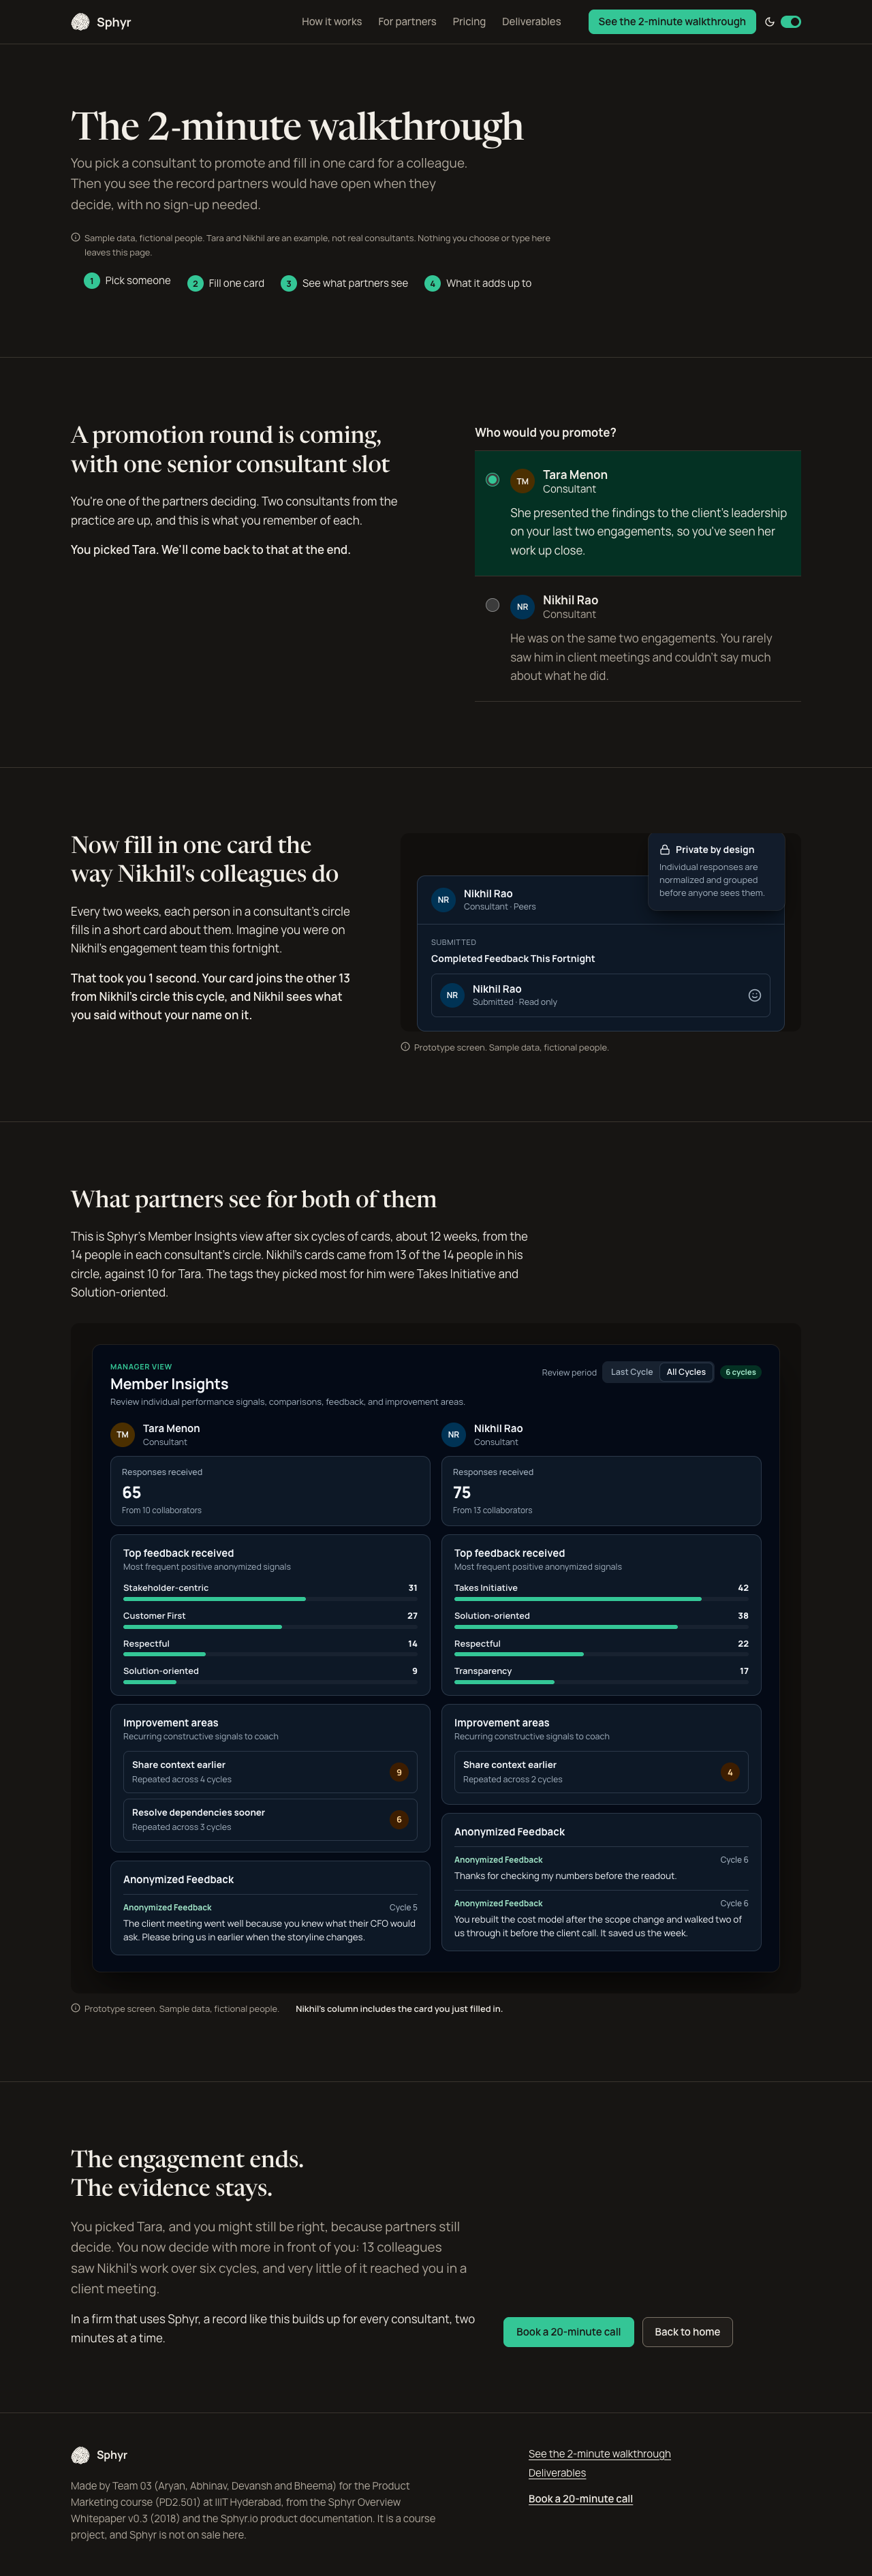 Sphyr
How it works
For partners
Pricing
Deliverables
See the 2-minute walkthrough
The 2-minute walkthrough
You pick a consultant to promote and fill in one card for a colleague.
Then you see the record partners would have open when they
decide, with no sign-up needed.
Sample data, fictional people. Tara and Nikhil are an example, not real consultants. Nothing you choose or type here
leaves this page.
1 Pick someone
2 Fill one card
3 See what partners see
4 What it adds up to
A promotion round is coming,
with one senior consultant slot
You're one of the partners deciding. Two consultants from the
practice are up, and this is what you remember of each.
You picked Tara. We'll come back to that at the end.
Who would you promote?
TM
Tara Menon
Consultant
She presented the findings to the client's leadership
on your last two engagements, so you've seen her
work up close.
NR
Nikhil Rao
Consultant
He was on the same two engagements. You rarely
saw him in client meetings and couldn't say much
about what he did.
Now fill in one card the
way Nikhil's colleagues do
Every two weeks, each person in a consultant's circle
fills in a short card about them. Imagine you were on
Nikhil's engagement team this fortnight.
That took you 1 second. Your card joins the other 13
from Nikhil's circle this cycle, and Nikhil sees what
you said without your name on it.
Private by design
Individual responses are
normalized and grouped
before anyone sees them.
NR
Nikhil Rao
Consultant · Peers
SUBMITTED
Completed Feedback This Fortnight
NR
Nikhil Rao
Submitted · Read only
Prototype screen. Sample data, fictional people.
What partners see for both of them
This is Sphyr's Member Insights view after six cycles of cards, about 12 weeks, from the
14 people in each consultant's circle. Nikhil's cards came from 13 of the 14 people in his
circle, against 10 for Tara. The tags they picked most for him were Takes Initiative and
Solution-oriented.
MANAGER VIEW
Member Insights
Review individual performance signals, comparisons, feedback, and improvement areas.
Review period
Last Cycle
All Cycles
6 cycles
TM
Tara Menon
Consultant
Responses received
65
From 10 collaborators
Top feedback received
Most frequent positive anonymized signals
Stakeholder-centric 31
Customer First 27
Respectful 14
Solution-oriented 9
Improvement areas
Recurring constructive signals to coach
Share context earlier
Repeated across 4 cycles
9
Resolve dependencies sooner
Repeated across 3 cycles
6
Anonymized Feedback
Anonymized Feedback Cycle 5
The client meeting went well because you knew what their CFO would
ask. Please bring us in earlier when the storyline changes.
NR
Nikhil Rao
Consultant
Responses received
75
From 13 collaborators
Top feedback received
Most frequent positive anonymized signals
Takes Initiative 42
Solution-oriented 38
Respectful 22
Transparency 17
Improvement areas
Recurring constructive signals to coach
Share context earlier
Repeated across 2 cycles
4
Anonymized Feedback
Anonymized Feedback Cycle 6
Thanks for checking my numbers before the readout.
Anonymized Feedback Cycle 6
You rebuilt the cost model after the scope change and walked two of
us through it before the client call. It saved us the week.
Prototype screen. Sample data, fictional people.
Nikhil's column includes the card you just filled in.
The engagement ends.
The evidence stays.
You picked Tara, and you might still be right, because partners still
decide. You now decide with more in front of you: 13 colleagues
saw Nikhil's work over six cycles, and very little of it reached you in a
client meeting.
In a firm that uses Sphyr, a record like this builds up for every consultant, two
minutes at a time.
Book a 20-minute call
Back to home
Sphyr
Made by Team 03 (Aryan, Abhinav, Devansh and Bheema) for the Product
Marketing course (PD2.501) at IIIT Hyderabad, from the Sphyr Overview
Whitepaper v0.3 (2018) and the Sphyr.io product documentation. It is a course
project, and Sphyr is not on sale here.
See the 2-minute walkthrough
Deliverables
Book a 20-minute call